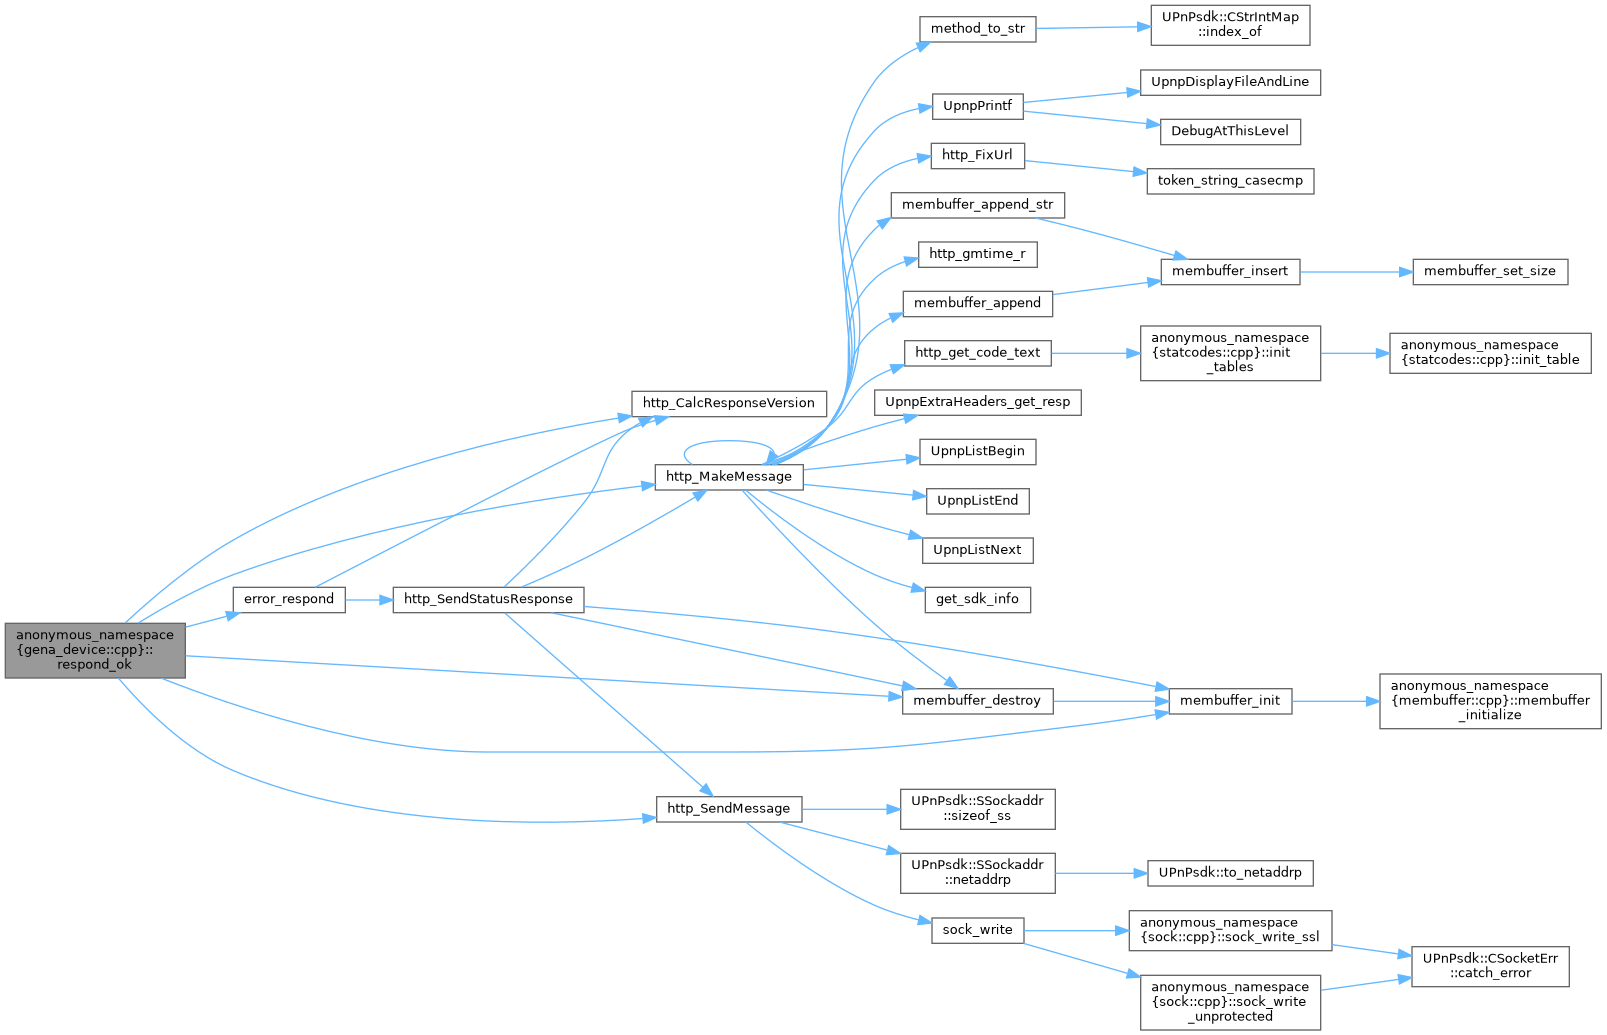 method_to_str
UPnPsdk::CStrIntMap
::index_of
UpnpPrintf
UpnpDisplayFileAndLine
DebugAtThisLevel
http_FixUrl
token_string_casecmp
membuffer_append_str
http_gmtime_r
membuffer_insert
membuffer_set_size
membuffer_append
http_get_code_text
anonymous_namespace
{statcodes::cpp}::init
_tables
anonymous_namespace
{statcodes::cpp}::init_table
http_CalcResponseVersion
UpnpExtraHeaders_get_resp
UpnpListBegin
http_MakeMessage
UpnpListEnd
UpnpListNext
error_respond
http_SendStatusResponse
get_sdk_info
anonymous_namespace
{gena_device::cpp}::
respond_ok
membuffer_destroy
membuffer_init
anonymous_namespace
{membuffer::cpp}::membuffer
_initialize
http_SendMessage
UPnPsdk::SSockaddr
::sizeof_ss
UPnPsdk::SSockaddr
::netaddrp
UPnPsdk::to_netaddrp
sock_write
anonymous_namespace
{sock::cpp}::sock_write_ssl
UPnPsdk::CSocketErr
::catch_error
anonymous_namespace
{sock::cpp}::sock_write
_unprotected